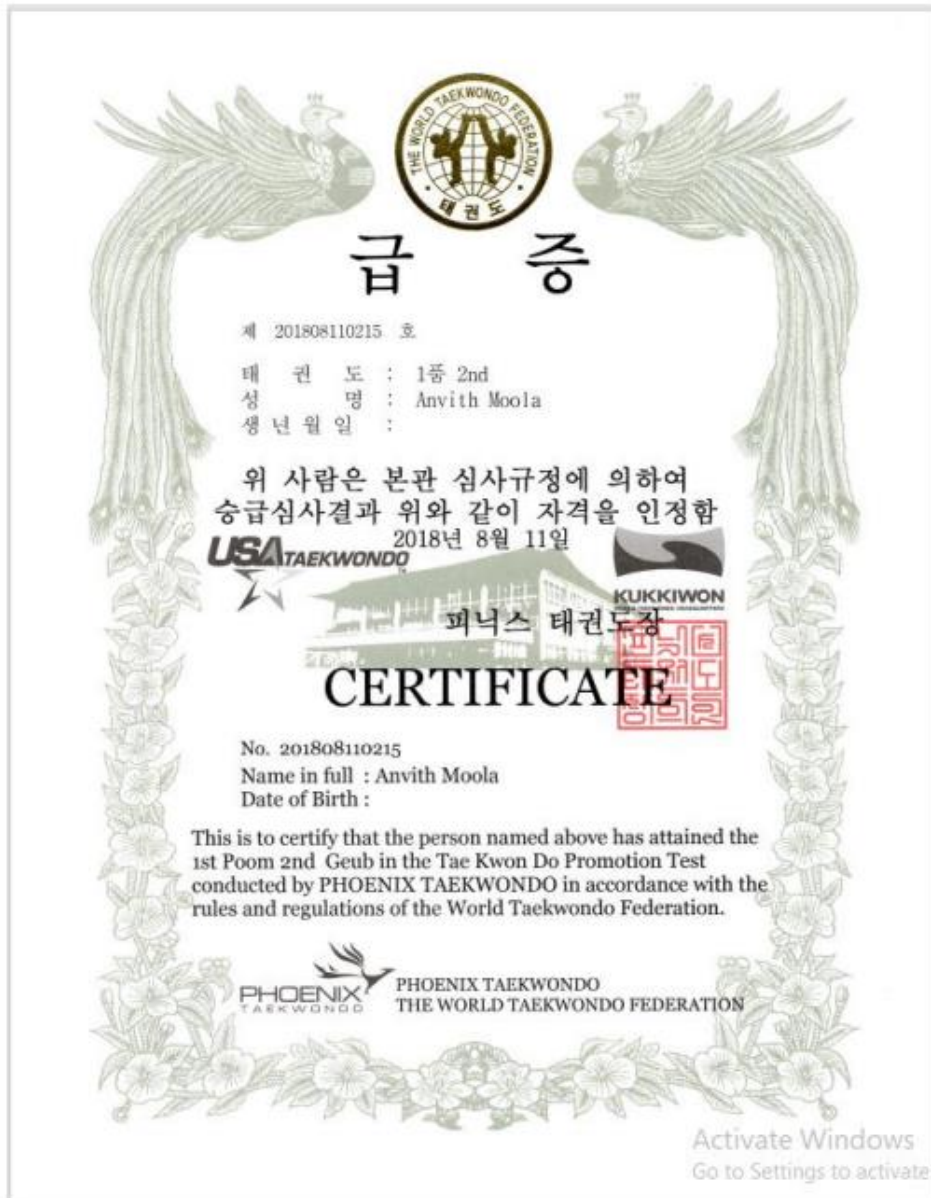 THE WORLD TAEKWONDO FEDERATION
태권도
급 증
제 201808110215 호
태 권 도 : 1품 2nd
성 명 : Anvith Moola
생 년 월 일 :
위 사람은 본관 심사규정에 의하여
승급심사결과 위와 같이 자격을 인정함
2018년 8월 11일
USA TAEKWONDO
KUKKIWON
피닉스 태권도장
CERTIFICATE
No. 201808110215
Name in full : Anvith Moola
Date of Birth :
This is to certify that the person named above has attained the
1st Poom 2nd Geub in the Tae Kwon Do Promotion Test
conducted by PHOENIX TAEKWONDO in accordance with the
rules and regulations of the World Taekwondo Federation.
PHOENIX
TAEKWONDO
PHOENIX TAEKWONDO
THE WORLD TAEKWONDO FEDERATION
Activate Windows
Go to Settings to activate